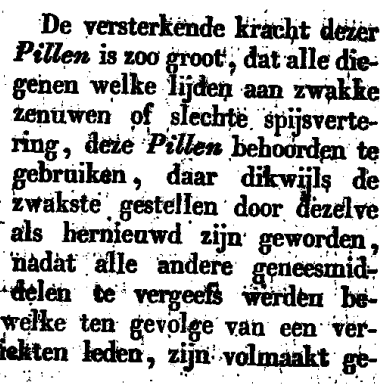 De versterkende kracht dezer
Pillen is zoo groot, dat alle die-
genen welke lijden aan zwakke
zenuwen of slechte spijsverte-
ring, deze Pillen behoorden te
gebruiken, daar dikwijls de
zwakste gestellen door dezelve
als hernieuwd zijn geworden,
nadat alle andere geneesmid-
delen te vergeefs werden be-
welke ten gevolge van een ver-
iekten leden, zijn volmaakt ge-